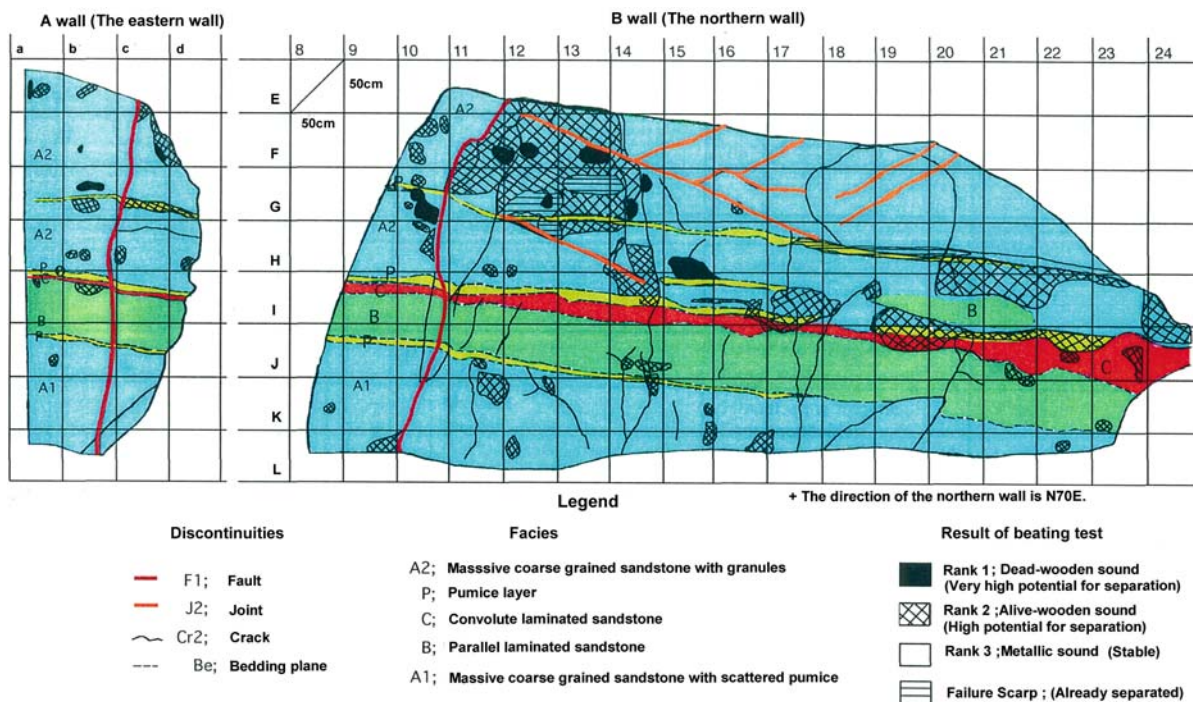 A wall (The eastern wall)
B wall (The northern wall)
a b c d
8 9 10 11 12 13 14 15 16 17 18 19 20 21 22 23 24
50cm
50cm
E
F
G
H
I
J
K
L
A2
A2
P
C
B
P
A1
A2
P
A2
P
C
B
P
A1
B
C
Legend
+ The direction of the northern wall is N70E.
Discontinuities
F1; Fault
J2; Joint
Cr2; Crack
Be; Bedding plane
Facies
A2; Masssive coarse grained sandstone with granules
P; Pumice layer
C; Convolute laminated sandstone
B; Parallel laminated sandstone
A1; Massive coarse grained sandstone with scattered pumice
Result of beating test
Rank 1 ; Dead-wooden sound
(Very high potential for separation)
Rank 2 ;Alive-wooden sound
(High potential for separation)
Rank 3 ;Metallic sound (Stable)
Failure Scarp ; (Already separated)